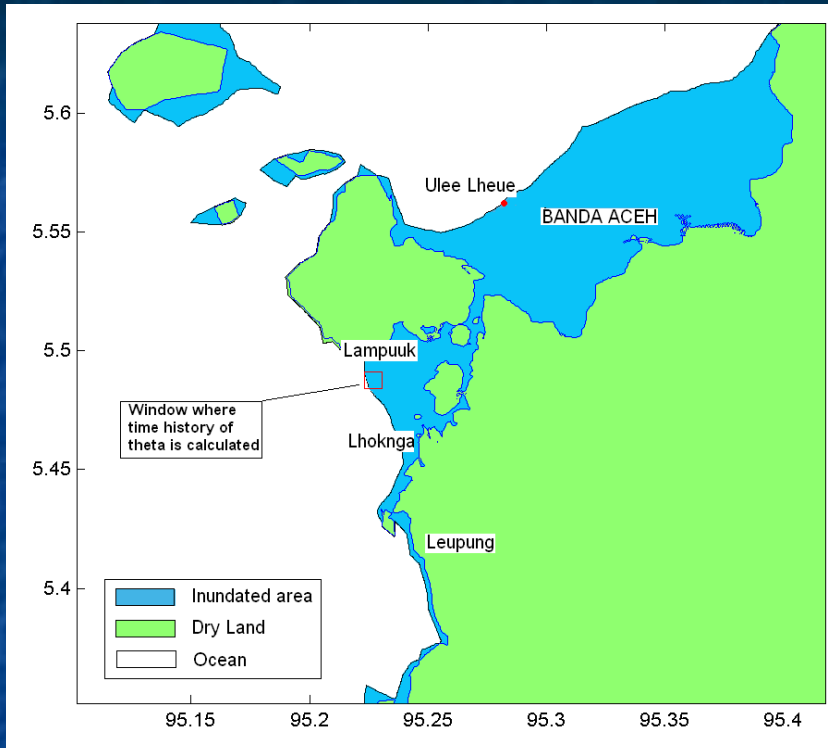 5.6
Ulee Lheue
BANDA ACEH
5.55
5.5
Lampuuk
Window where
time history of
theta is calculated
Lhoknga
5.45
Leupung
5.4
Inundated area
Dry Land
Ocean
95.15 95.2 95.25 95.3 95.35 95.4